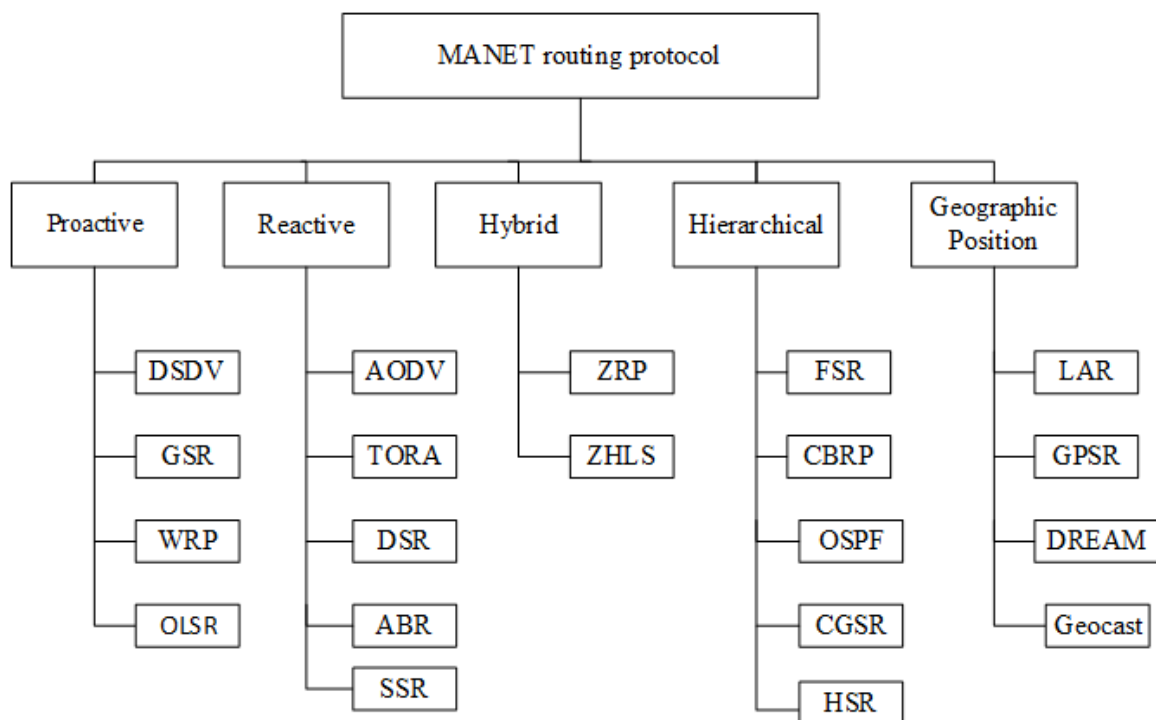 MANET routing protocol
Proactive
Reactive
Hybrid
Hierarchical
Geographic
Position
DSDV
AODV
ZRP
FSR
LAR
GSR
TORA
ZHLS
CBRP
GPSR
WRP
DSR
OSPF
DREAM
OLSR
ABR
CGSR
Geocast
SSR
HSR